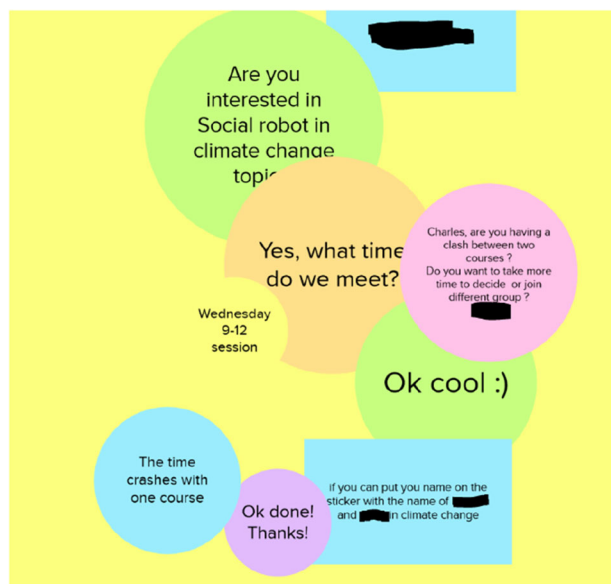 Are you
interested in
Social robot in
climate change
topic
Yes, what time
do we meet?
Charles, are you having a
clash between two
courses ?
Do you want to take more
time to decide or join
different group ?
Wednesday
9-12
session
Ok cool :)
The time
crashes with
one course
Ok done!
Thanks!
if you can put you name on the
sticker with the name of
and in climate change